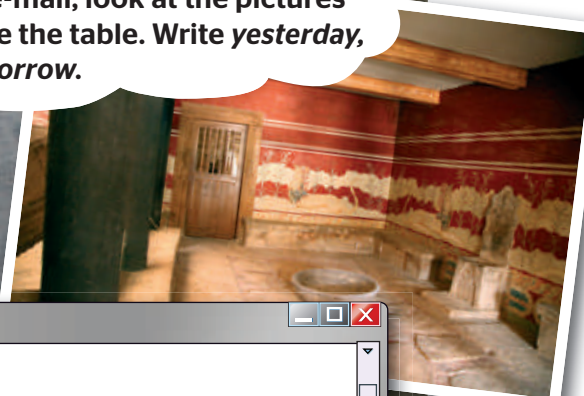 e-mail, look at the pictures
e the table. Write yesterday,
orrow.